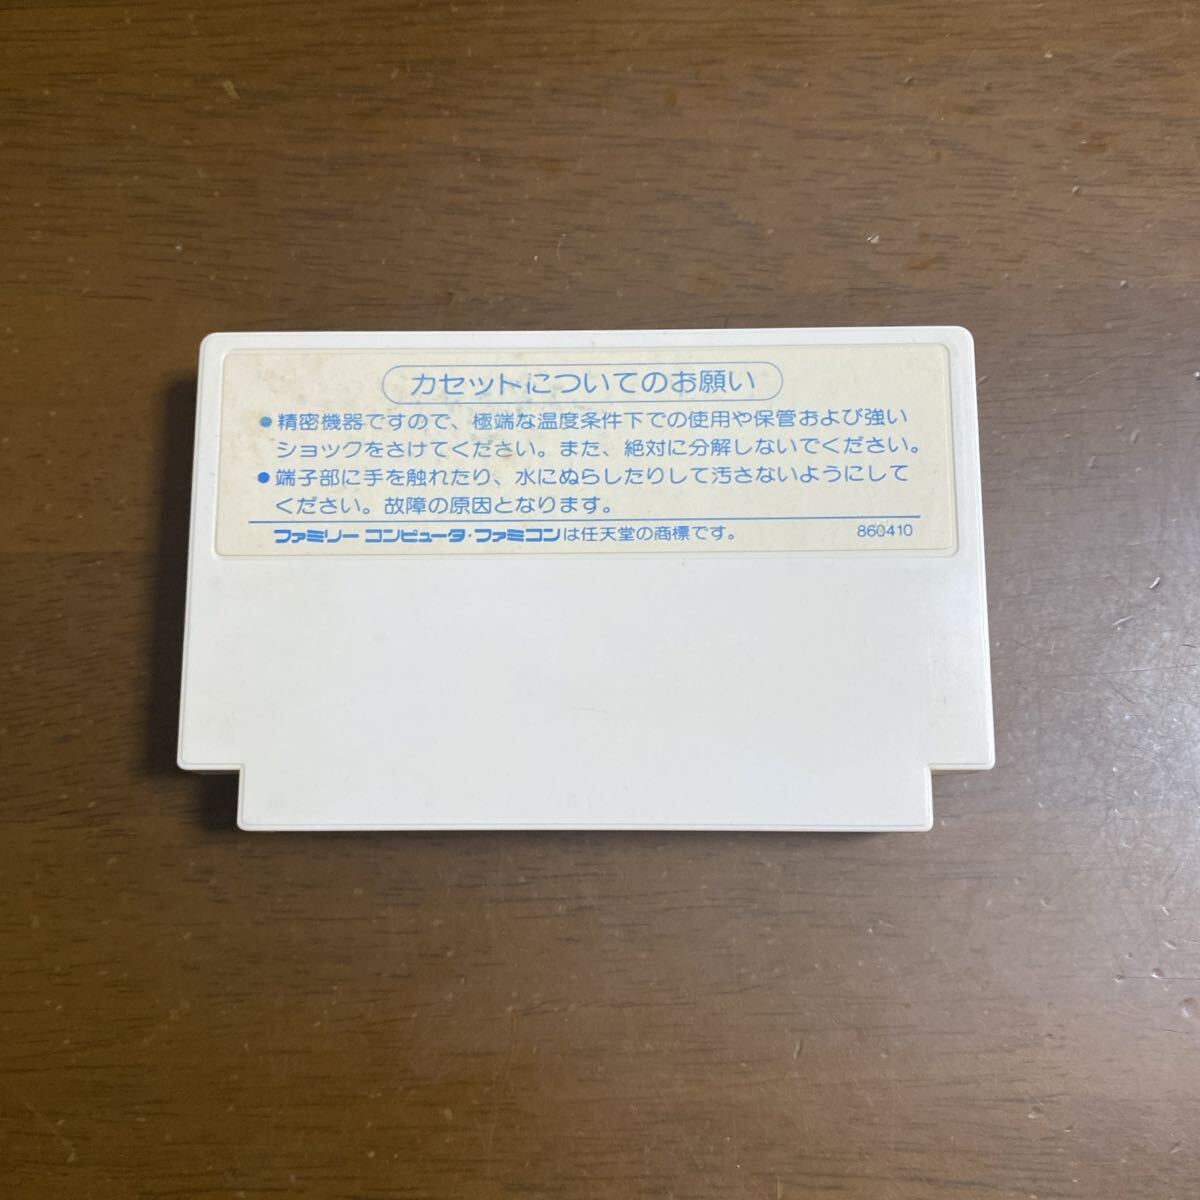 カセットについてのお願い
●精密機器ですので、極端な温度条件下での使用や保管および強い
ショックをさけてください。また、絶対に分解しないでください。
●端子部に手を触れたり、水にぬらしたりして汚さないようにして
ください。故障の原因となります。
ファミリーコンピュータ・ファミコンは任天堂の商標です。 860410